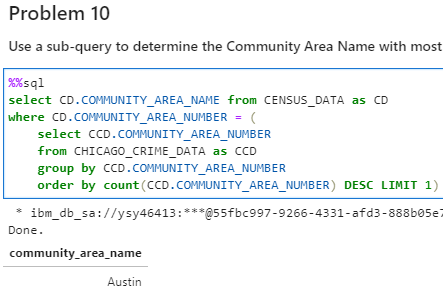 Problem 10
Use a sub-query to determine the Community Area Name with most
%%sql
select CD.COMMUNITY_AREA_NAME from CENSUS_DATA as CD
where CD.COMMUNITY_AREA_NUMBER = (
select CCD.COMMUNITY_AREA_NUMBER
from CHICAGO_CRIME_DATA as CCD
group by CCD.COMMUNITY_AREA_NUMBER
order by count(CCD.COMMUNITY_AREA_NUMBER) DESC LIMIT 1)
* ibm_db_sa://ysy46413:***@55fbc997-9266-4331-afd3-888b05e7
Done.
community_area_name
Austin